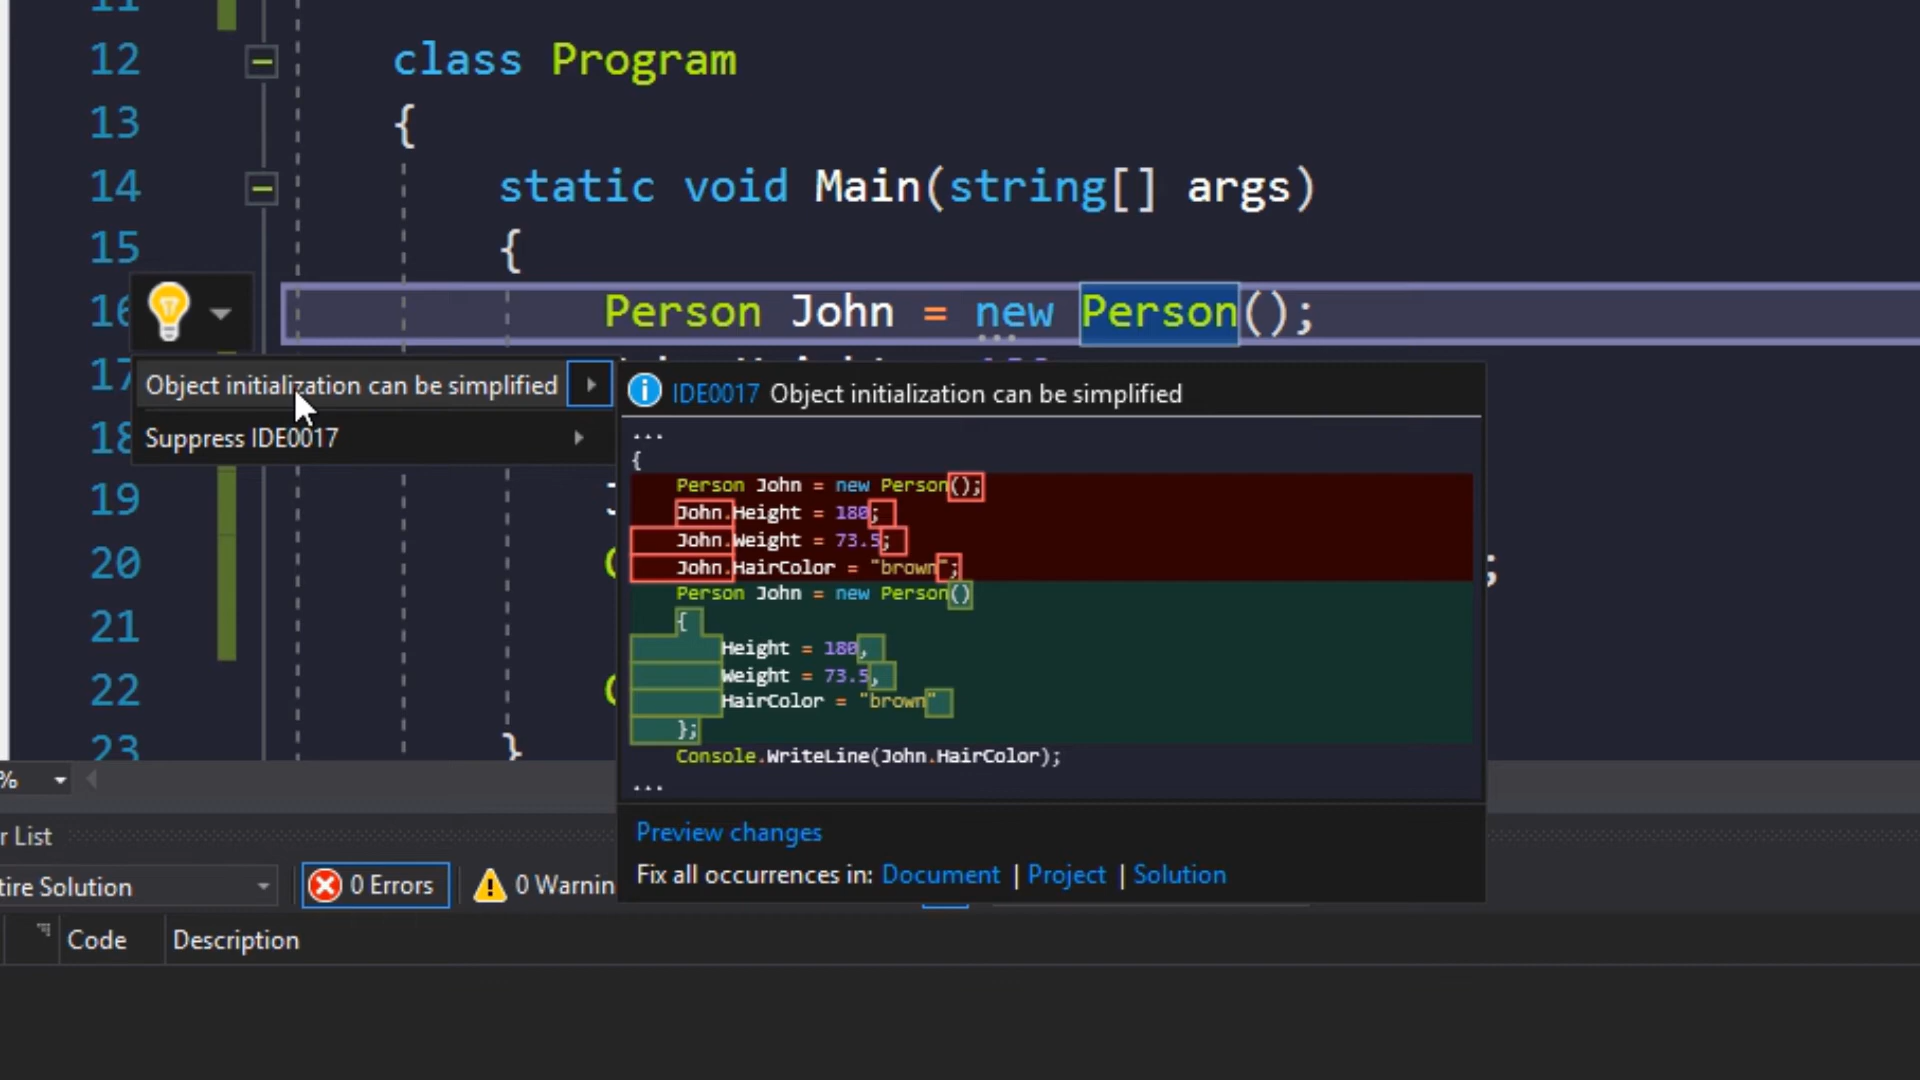 11
12 class Program
13 {
14 static void Main(string[] args)
15 {
16 Person John = new Person();
17
Object initialization can be simplified
18
Suppress IDE0017
19
20 ;
21
22
23 }
IDE0017 Object initialization can be simplified
...
{
Person John = new Person();
John.Height = 180;
John.Weight = 73.5;
John.HairColor = "brown";
Person John = new Person()
{
Height = 180,
Weight = 73.5,
HairColor = "brown"
};
Console.WriteLine(John.HairColor);
...
Preview changes
Fix all occurrences in: Document | Project | Solution
%
r List
tire Solution
0 Errors
0 Warnin
Code Description